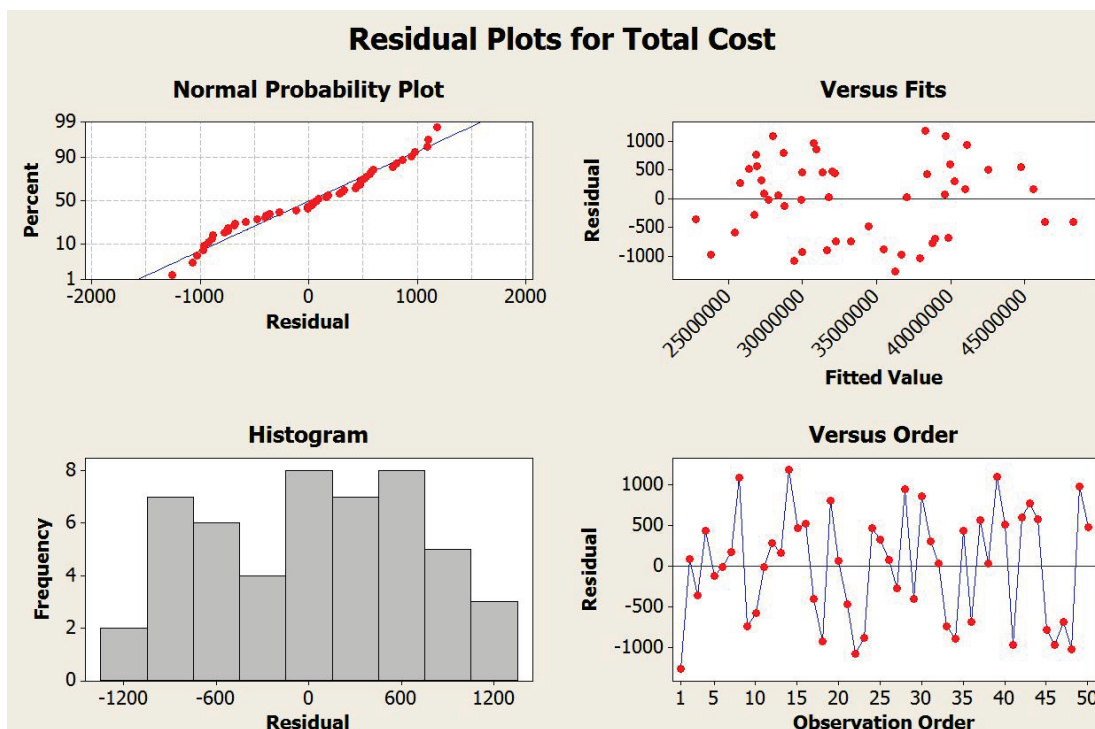 Residual Plots for Total Cost
Normal Probability Plot
99
90
50
10
1
Percent
-2000 -1000 0 1000 2000
Residual
Versus Fits
1000
500
0
-500
-1000
Residual
25000000 30000000 35000000 40000000 45000000
Fitted Value
Histogram
8
6
4
2
0
Frequency
-1200 -600 0 600 1200
Residual
Versus Order
1000
500
0
-500
-1000
Residual
1 5 10 15 20 25 30 35 40 45 50
Observation Order